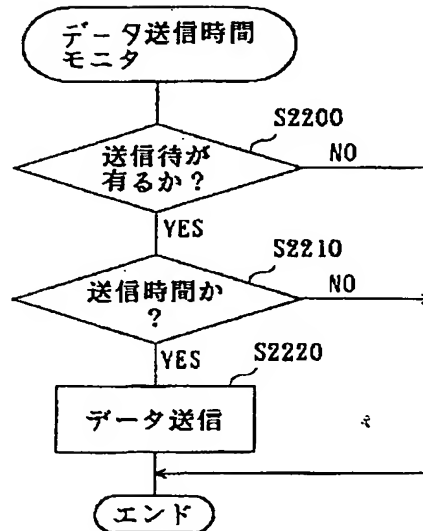 データ送信時間
モニタ
S2200
送信待が
有るか？
NO
YES
S2210
送信時間か
？
NO
YES
S2220
データ送信
エンド